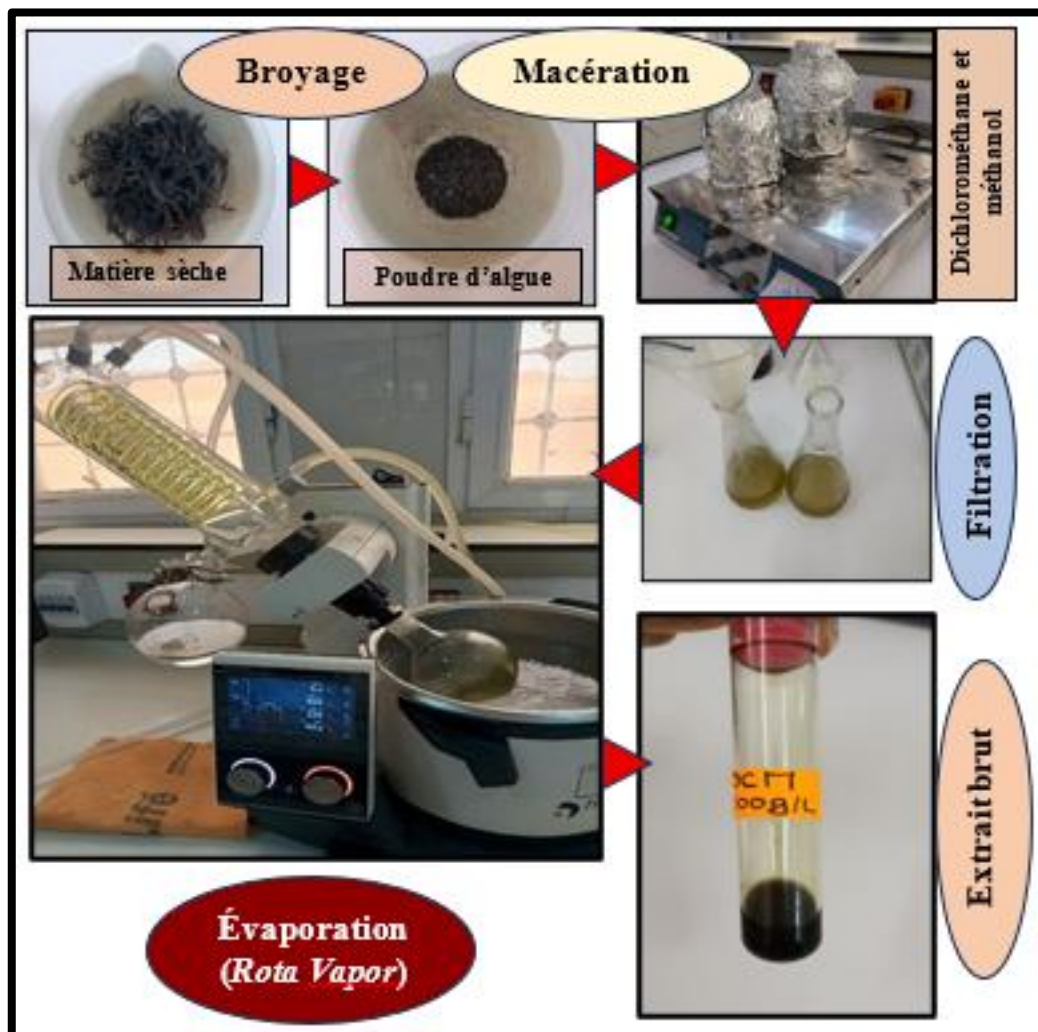 Broyage
Macération
Dichlorométhane et
méthanol
Matière sèche
Poudre d'algue
Filtration
Extrait brut
Évaporation
(Rota Vapor)